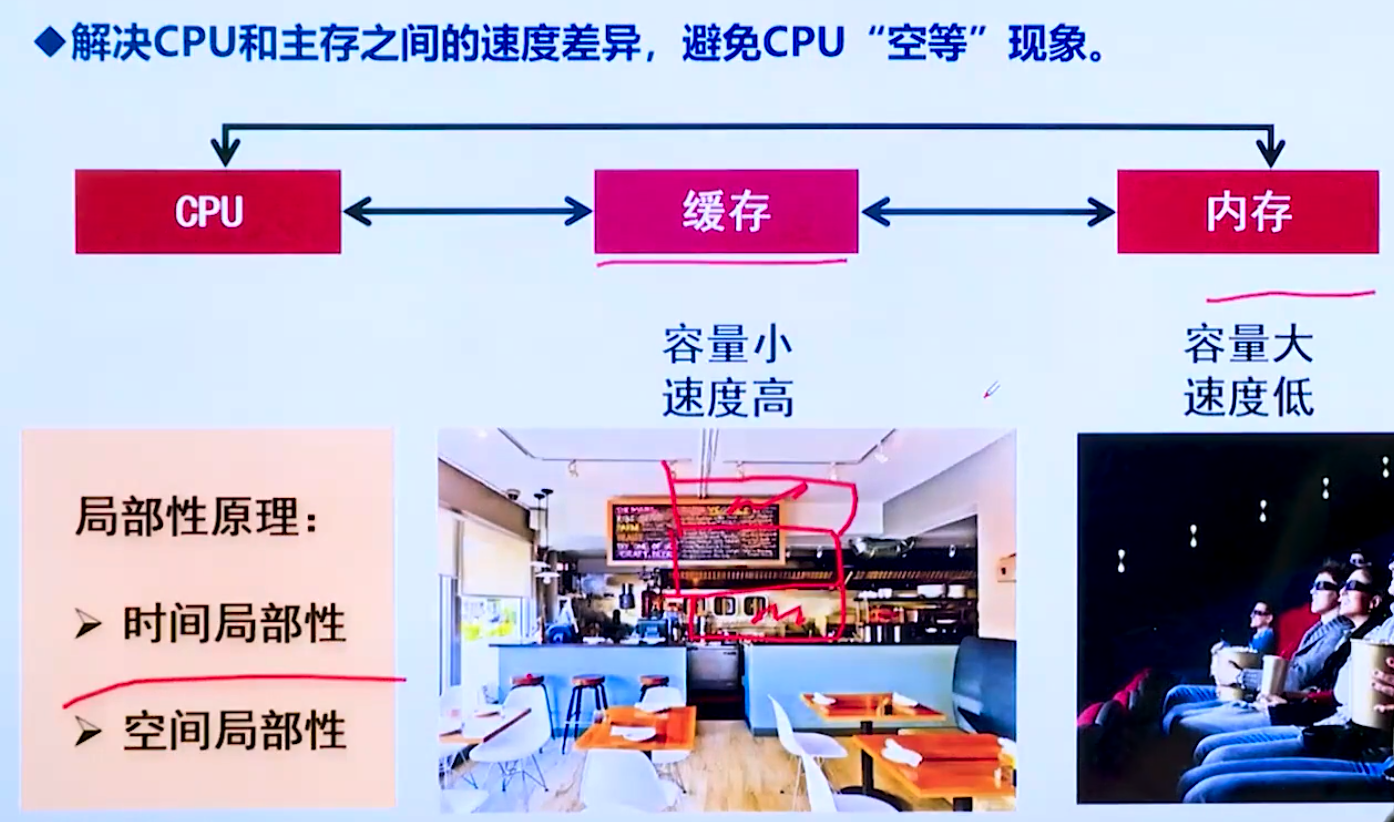 ◆解决CPU和主存之间的速度差异，避免CPU“空等”现象。
CPU
缓存
内存
容量小
速度高
容量大
速度低
局部性原理：
➢ 时间局部性
➢ 空间局部性